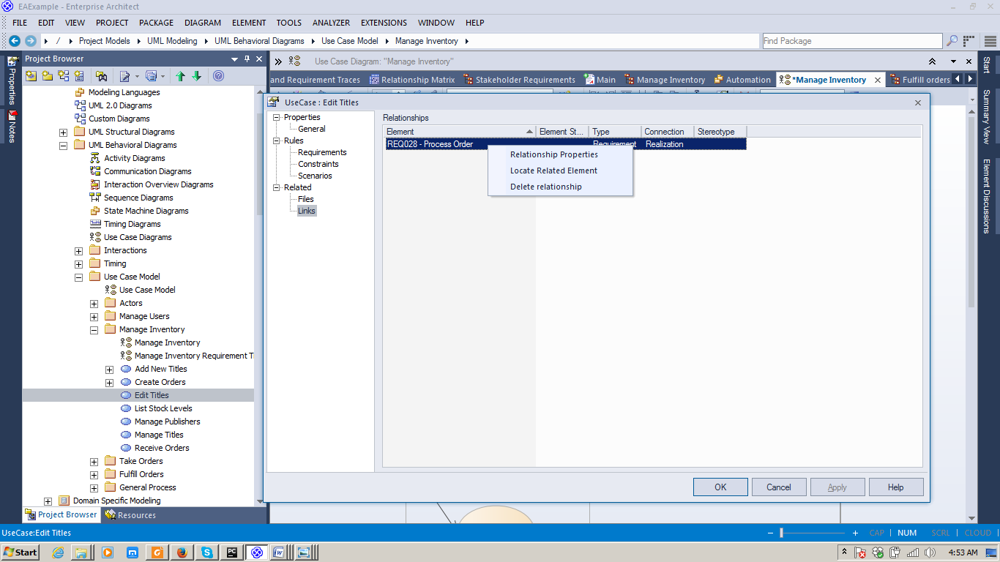 EAExample - Enterprise Architect
FILE EDIT VIEW PROJECT PACKAGE DIAGRAM ELEMENT TOOLS ANALYZER EXTENSIONS WINDOW HELP
/ Project Models UML Modeling UML Behavioral Diagrams Use Case Model Manage Inventory
Find Package
Project Browser
Use Case Diagram: "Manage Inventory"
and Requirement Traces Relationship Matrix Stakeholder Requirements Main Manage Inventory Automation *Manage Inventory Fulfill orders
Properties
Notes
Start
Summary View
Element Discussions
Modeling Languages
UML 2.0 Diagrams
Custom Diagrams
UML Structural Diagrams
UML Behavioral Diagrams
Activity Diagrams
Communication Diagrams
Interaction Overview Diagrams
Sequence Diagrams
State Machine Diagrams
Timing Diagrams
Use Case Diagrams
Interactions
Timing
Use Case Model
Use Case Model
Actors
Manage Users
Manage Inventory
Manage Inventory
Manage Inventory Requirement T
Add New Titles
Create Orders
Edit Titles
List Stock Levels
Manage Publishers
Manage Titles
Receive Orders
Take Orders
Fulfill Orders
General Process
Domain Specific Modeling
Project Browser Resources
UseCase : Edit Titles
Properties
General
Rules
Requirements
Constraints
Scenarios
Related
Files
Links
Relationships
Element Element St... Type Connection Stereotype
REQ028 - Process Order Requirement Realization
Relationship Properties
Locate Related Element
Delete relationship
OK Cancel Apply Help
UseCase:Edit Titles
CAP NUM SCRL CLOUD
Start
4:53 AM